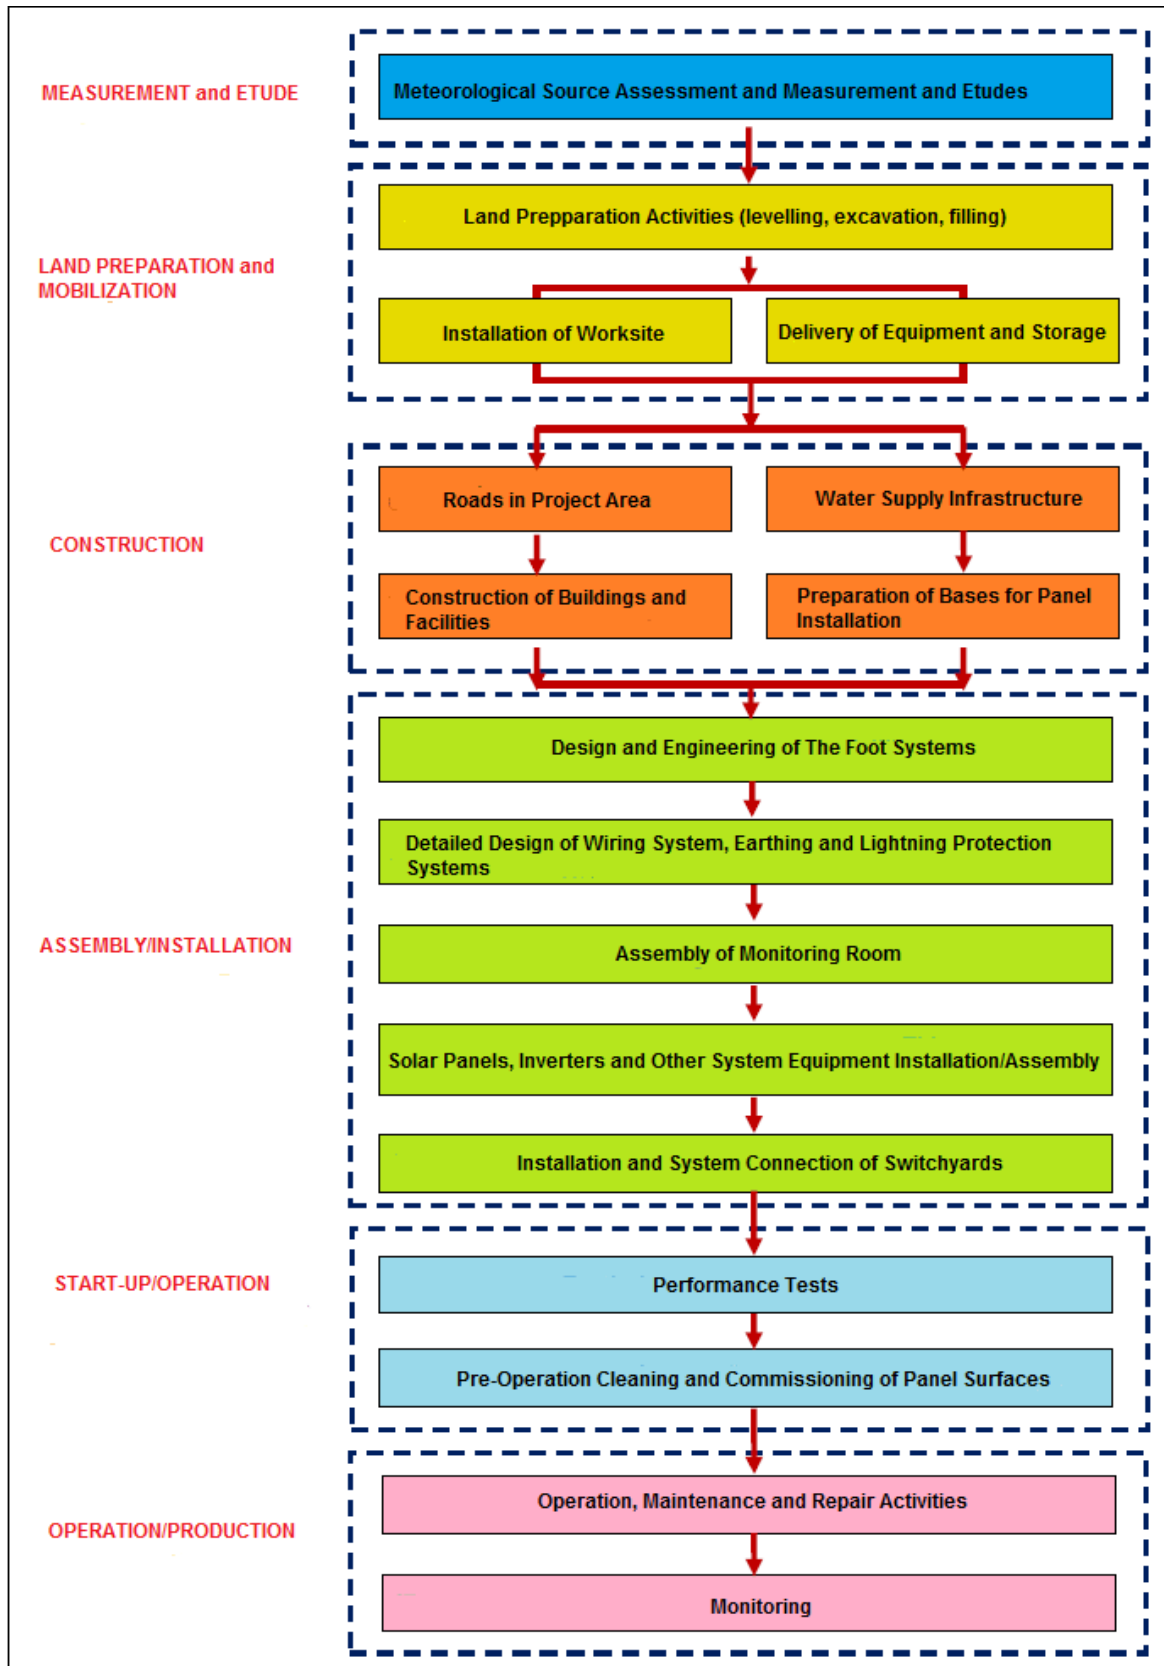 MEASUREMENT and ETUDE
Meteorological Source Assessment and Measurement and Etudes
LAND PREPARATION and
MOBILIZATION
Land Prepparation Activities (levelling, excavation, filling)
Installation of Worksite
Delivery of Equipment and Storage
CONSTRUCTION
Roads in Project Area
Water Supply Infrastructure
Construction of Buildings and
Facilities
Preparation of Bases for Panel
Installation
ASSEMBLY/INSTALLATION
Design and Engineering of The Foot Systems
Detailed Design of Wiring System, Earthing and Lightning Protection
Systems
Assembly of Monitoring Room
Solar Panels, Inverters and Other System Equipment Installation/Assembly
Installation and System Connection of Switchyards
START-UP/OPERATION
Performance Tests
Pre-Operation Cleaning and Commissioning of Panel Surfaces
OPERATION/PRODUCTION
Operation, Maintenance and Repair Activities
Monitoring